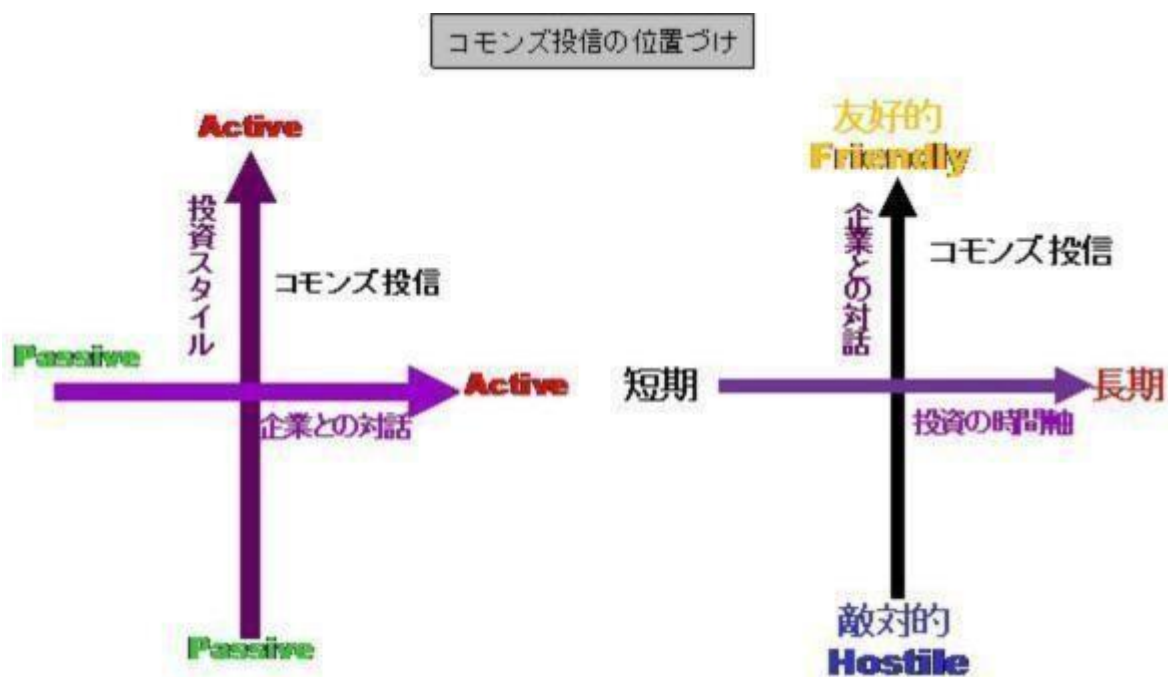 コモンズ投信の位置づけ
Active
投資スタイル
コモンズ投信
Passive
Active
企業との対話
Passive
友好的
Friendly
企業との対話
コモンズ投信
短期
長期
投資の時間軸
敵対的
Hostile